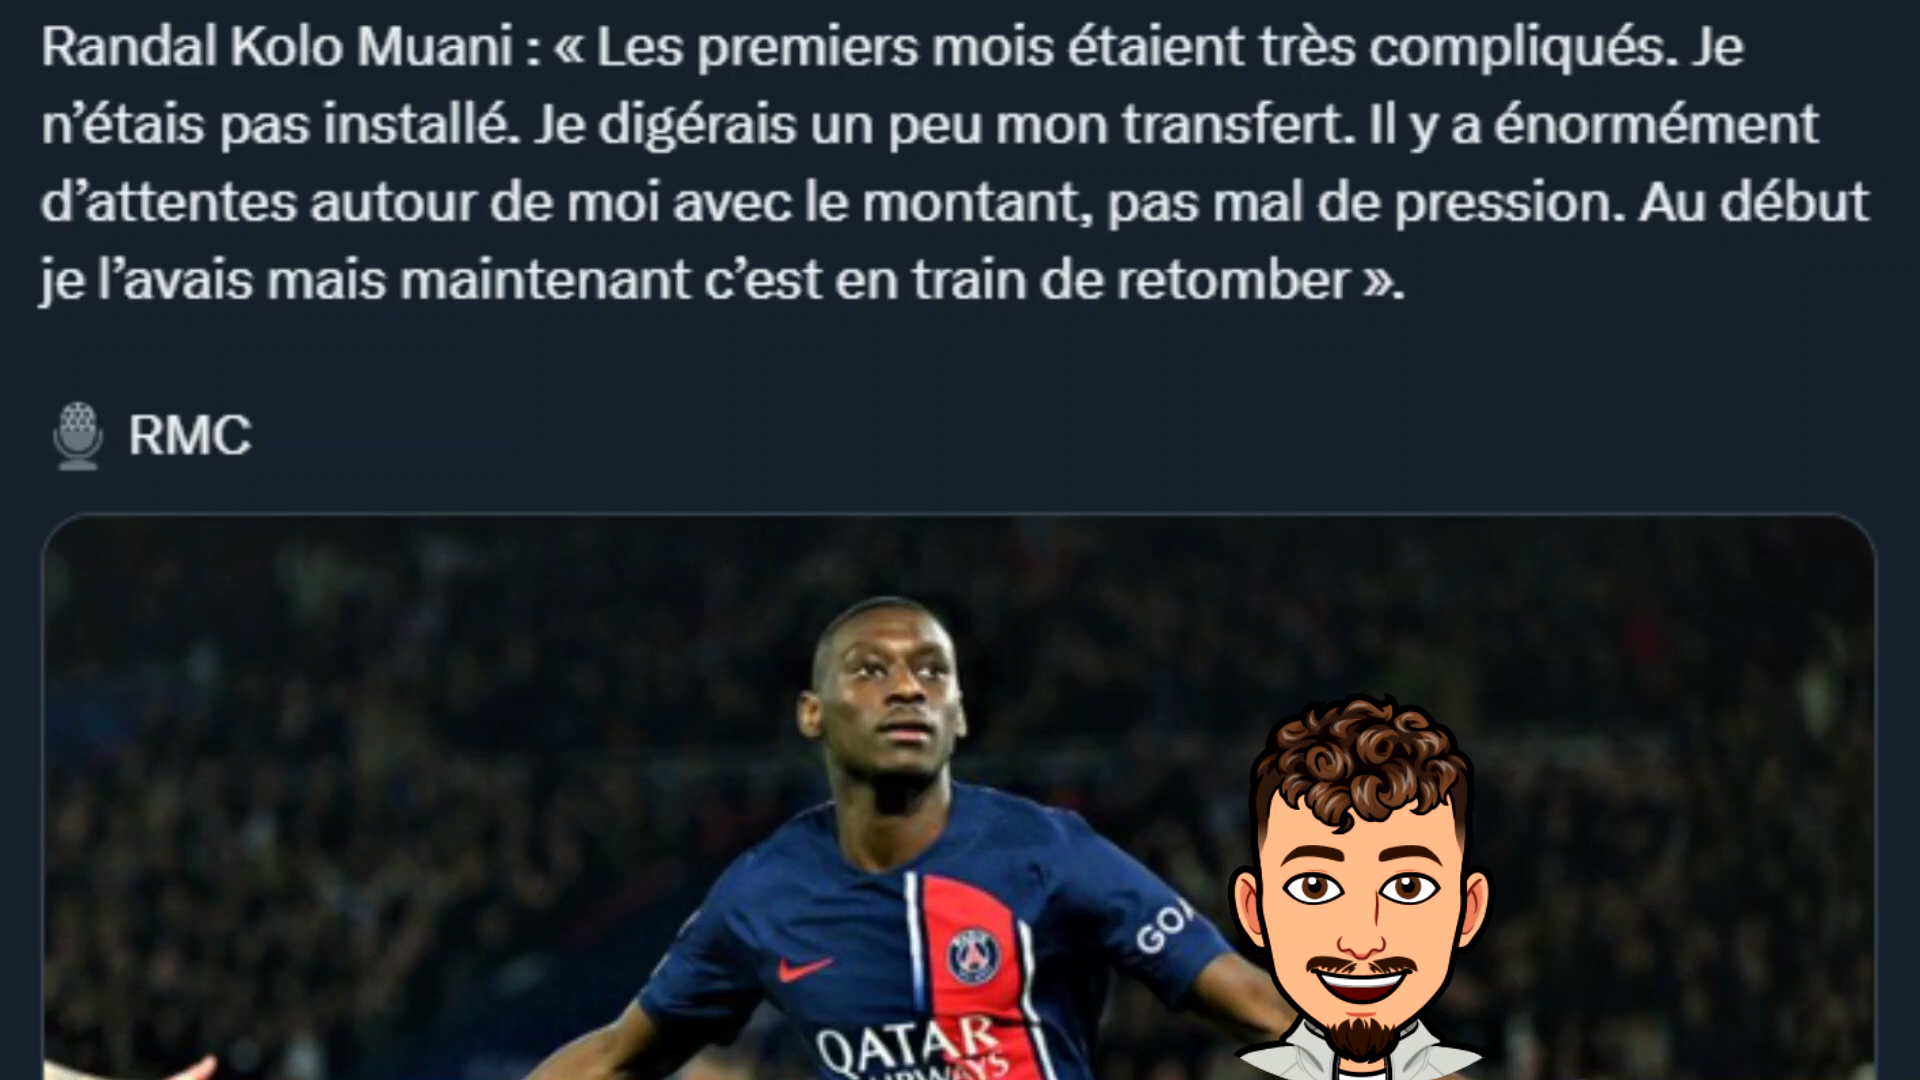 Randal Kolo Muani : « Les premiers mois étaient très compliqués. Je
n’étais pas installé. Je digérais un peu mon transfert. Il y a énormément
d’attentes autour de moi avec le montant, pas mal de pression. Au début
je l’avais mais maintenant c’est en train de retomber ».
RMC
GOA
QATAR
AIRWAYS